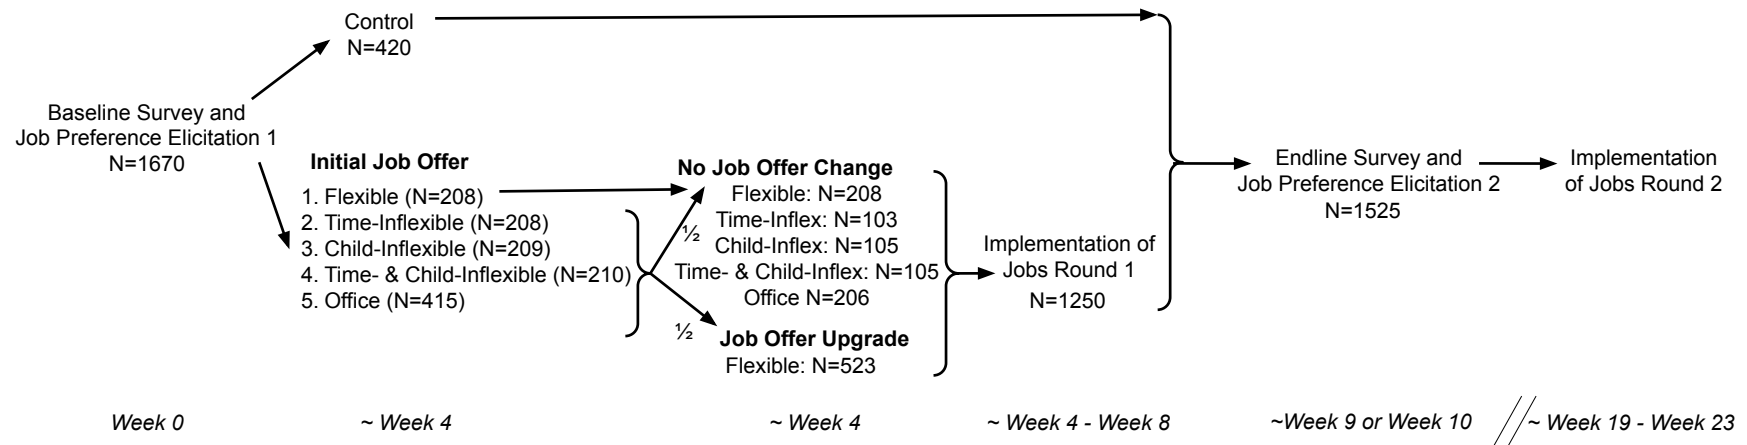 Control
N=420
Baseline Survey and
Job Preference Elicitation 1
N=1670
Initial Job Offer
1. Flexible (N=208)
2. Time-Inflexible (N=208)
3. Child-Inflexible (N=209)
4. Time- & Child-Inflexible (N=210)
5. Office (N=415)
½
½
No Job Offer Change
Flexible: N=208
Time-Inflex: N=103
Child-Inflex: N=105
Time- & Child-Inflex: N=105
Office N=206
Job Offer Upgrade
Flexible: N=523
Implementation of
Jobs Round 1
N=1250
Endline Survey and
Job Preference Elicitation 2
N=1525
Implementation
of Jobs Round 2
Week 0
~ Week 4
~ Week 4
~ Week 4 - Week 8
~Week 9 or Week 10
~ Week 19 - Week 23